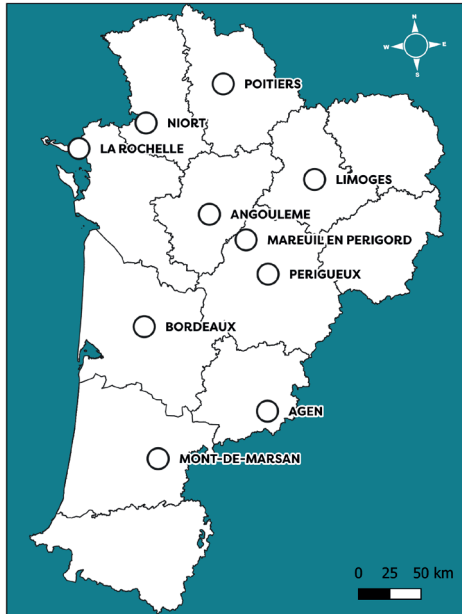 N
W E
S
POITIERS
NIORT
LA ROCHELLE
LIMOGES
ANGOULEME
MAREUIL EN PERIGORD
PERIGUEUX
BORDEAUX
AGEN
MONT-DE-MARSAN
0 25 50 km